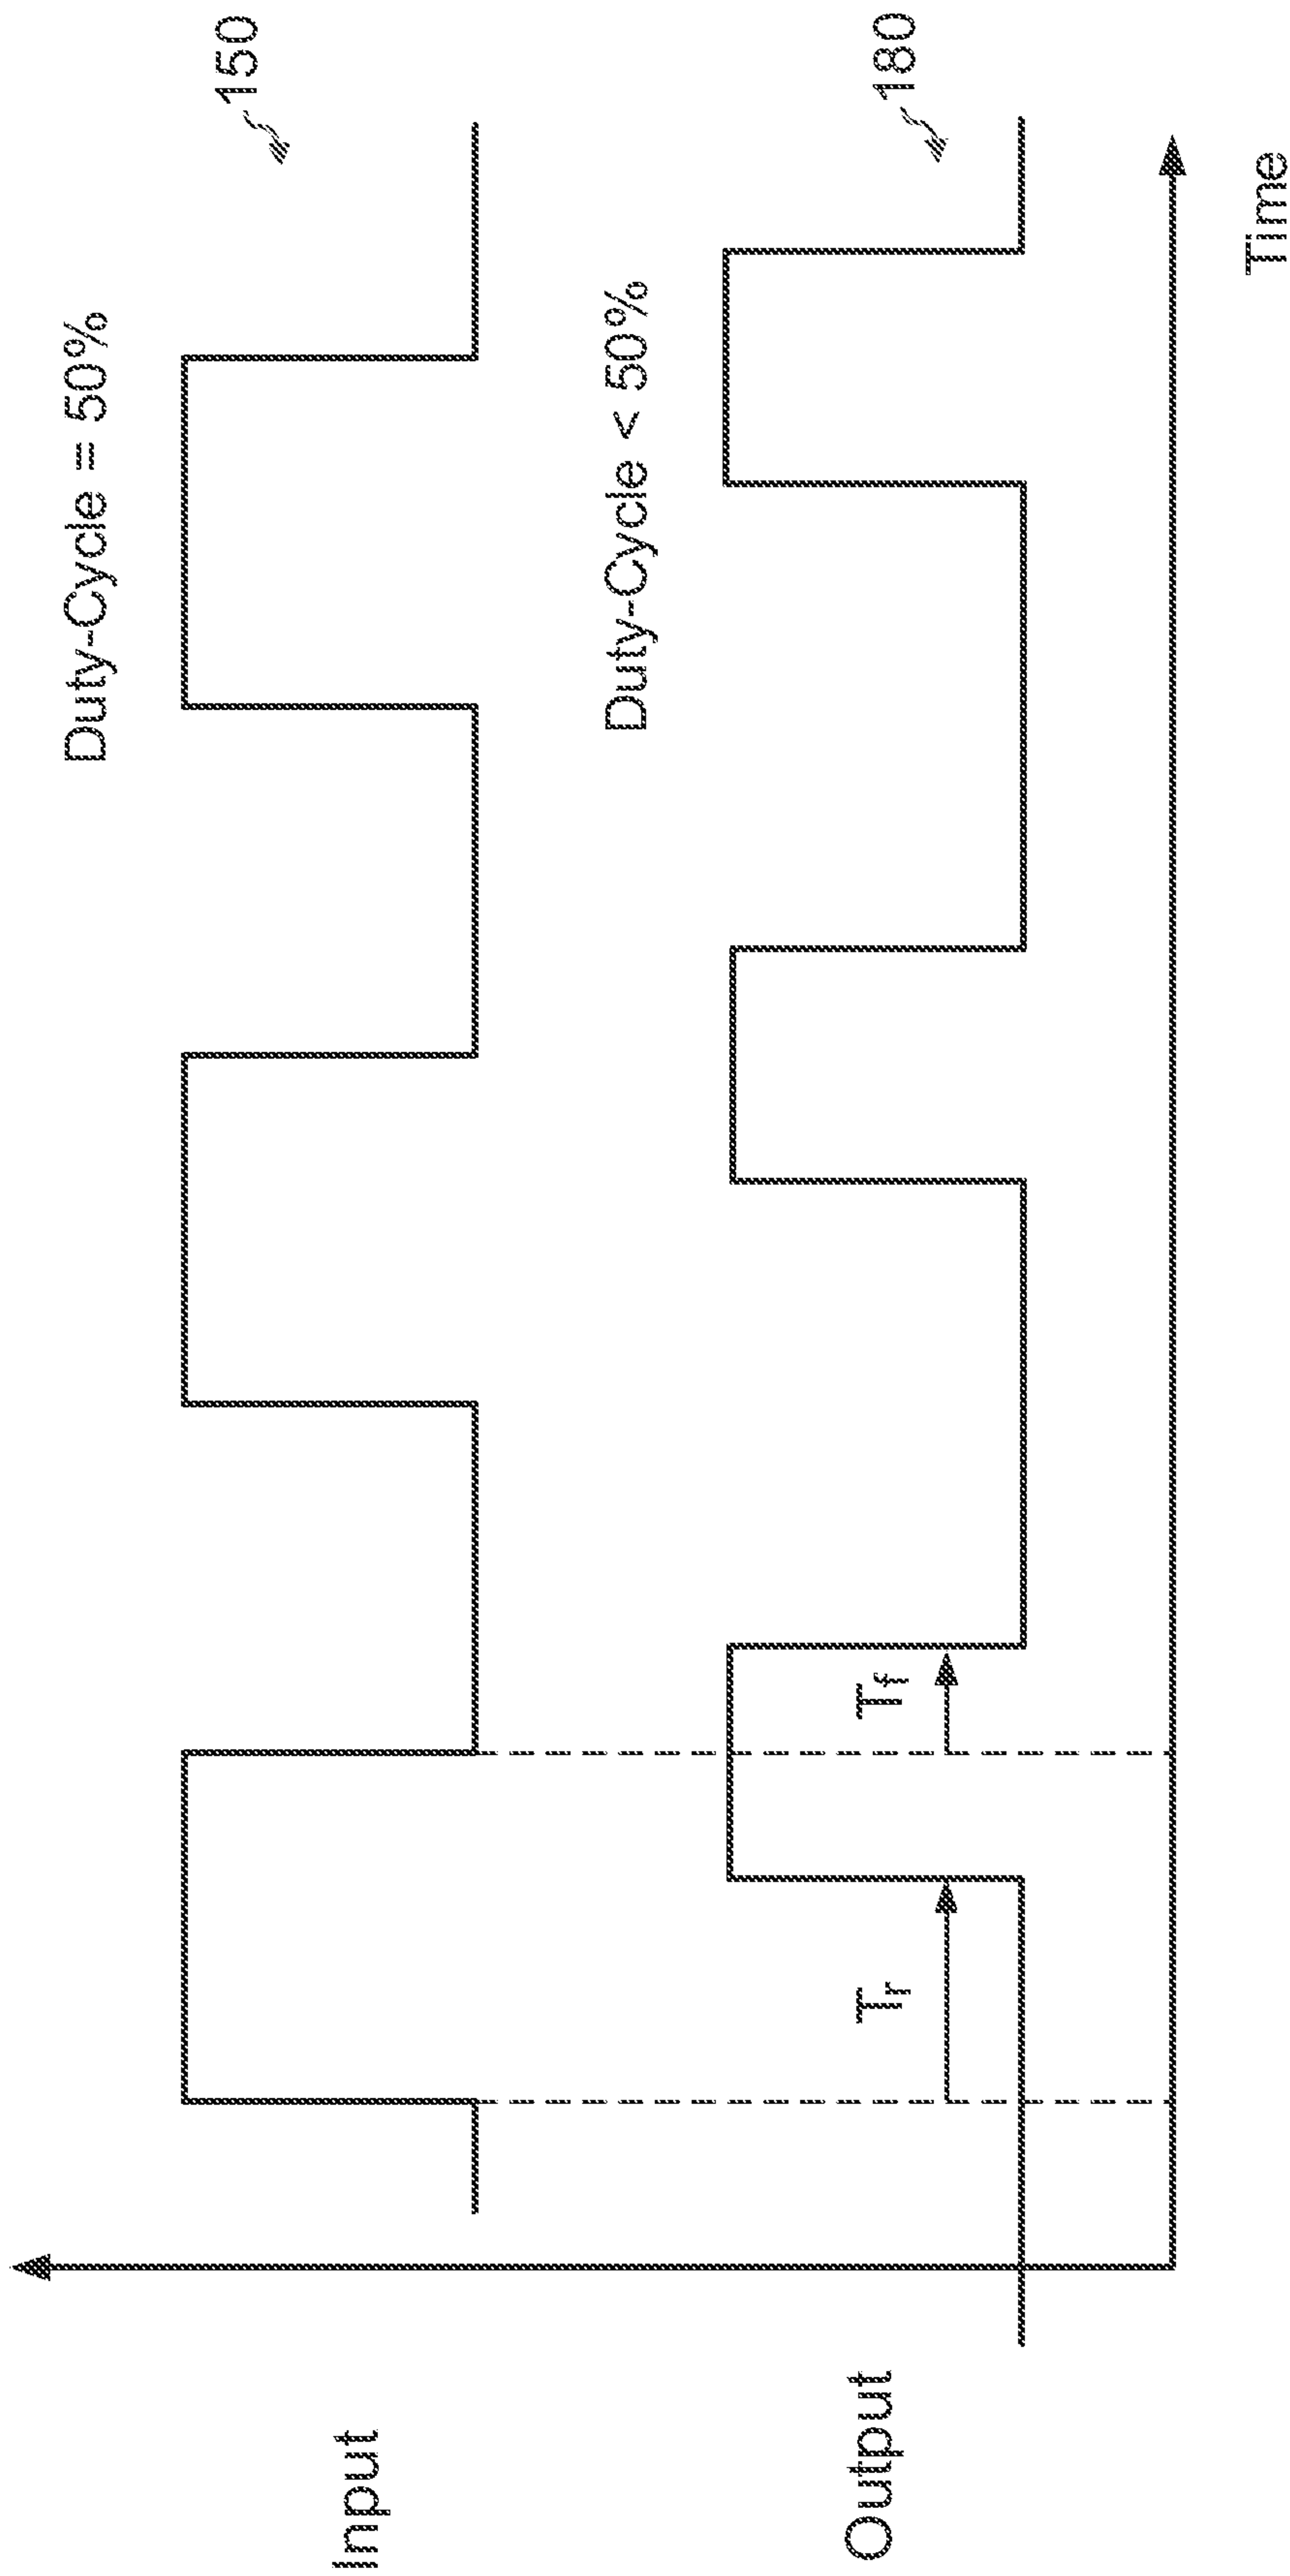 Duty-Cycle = 50%
150
Input
Duty-Cycle < 50%
180
Output
Tr
Tf
Time